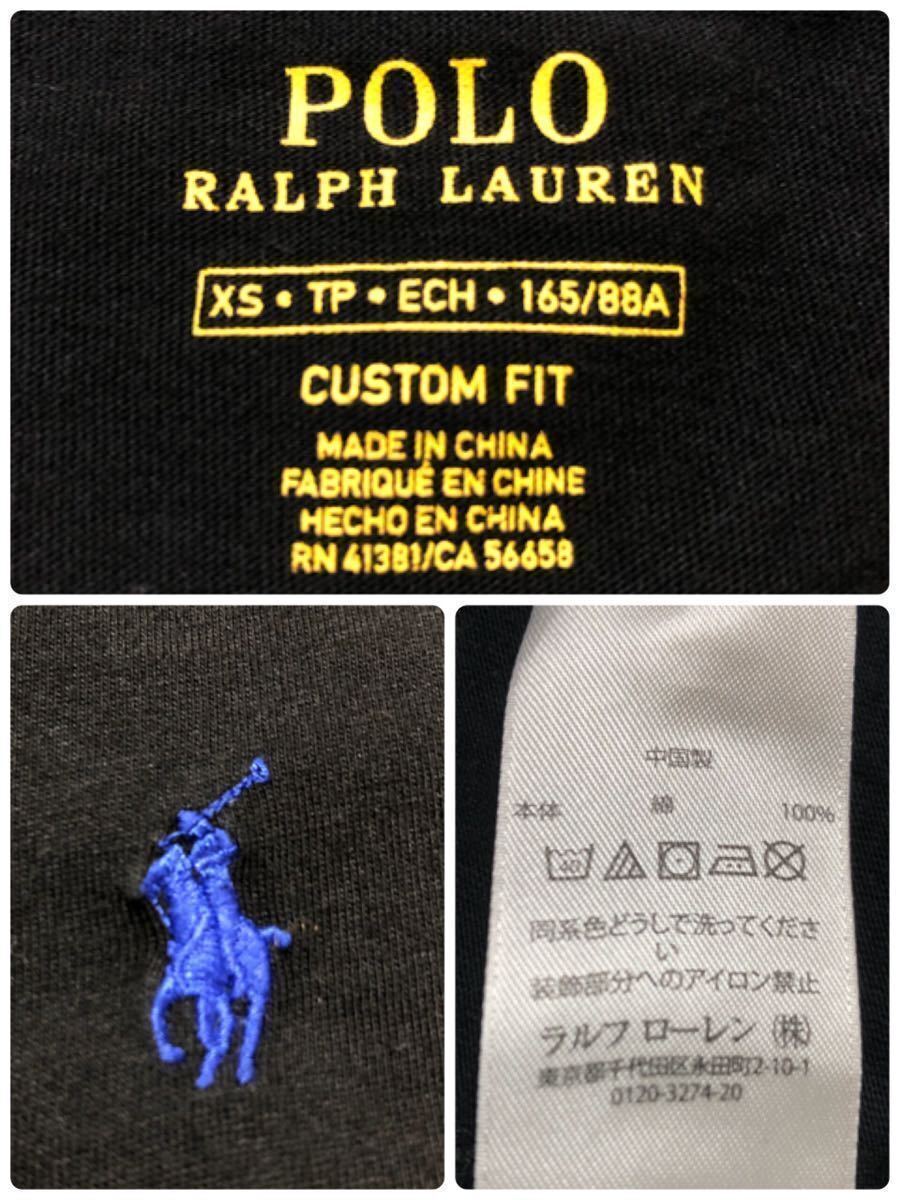 POLO
RALPH LAUREN
XS • TP • ECH • 165/88A
CUSTOM FIT
MADE IN CHINA
FABRIQUÉ EN CHINE
HECHO EN CHINA
RN 41381/CA 56658
中国製
本体 綿 100%
40
同系色どうしで洗ってくださ
い
装飾部分へのアイロン禁止
ラルフ ローレン (株)
東京都千代田区永田町2-10-1
0120-3274-20